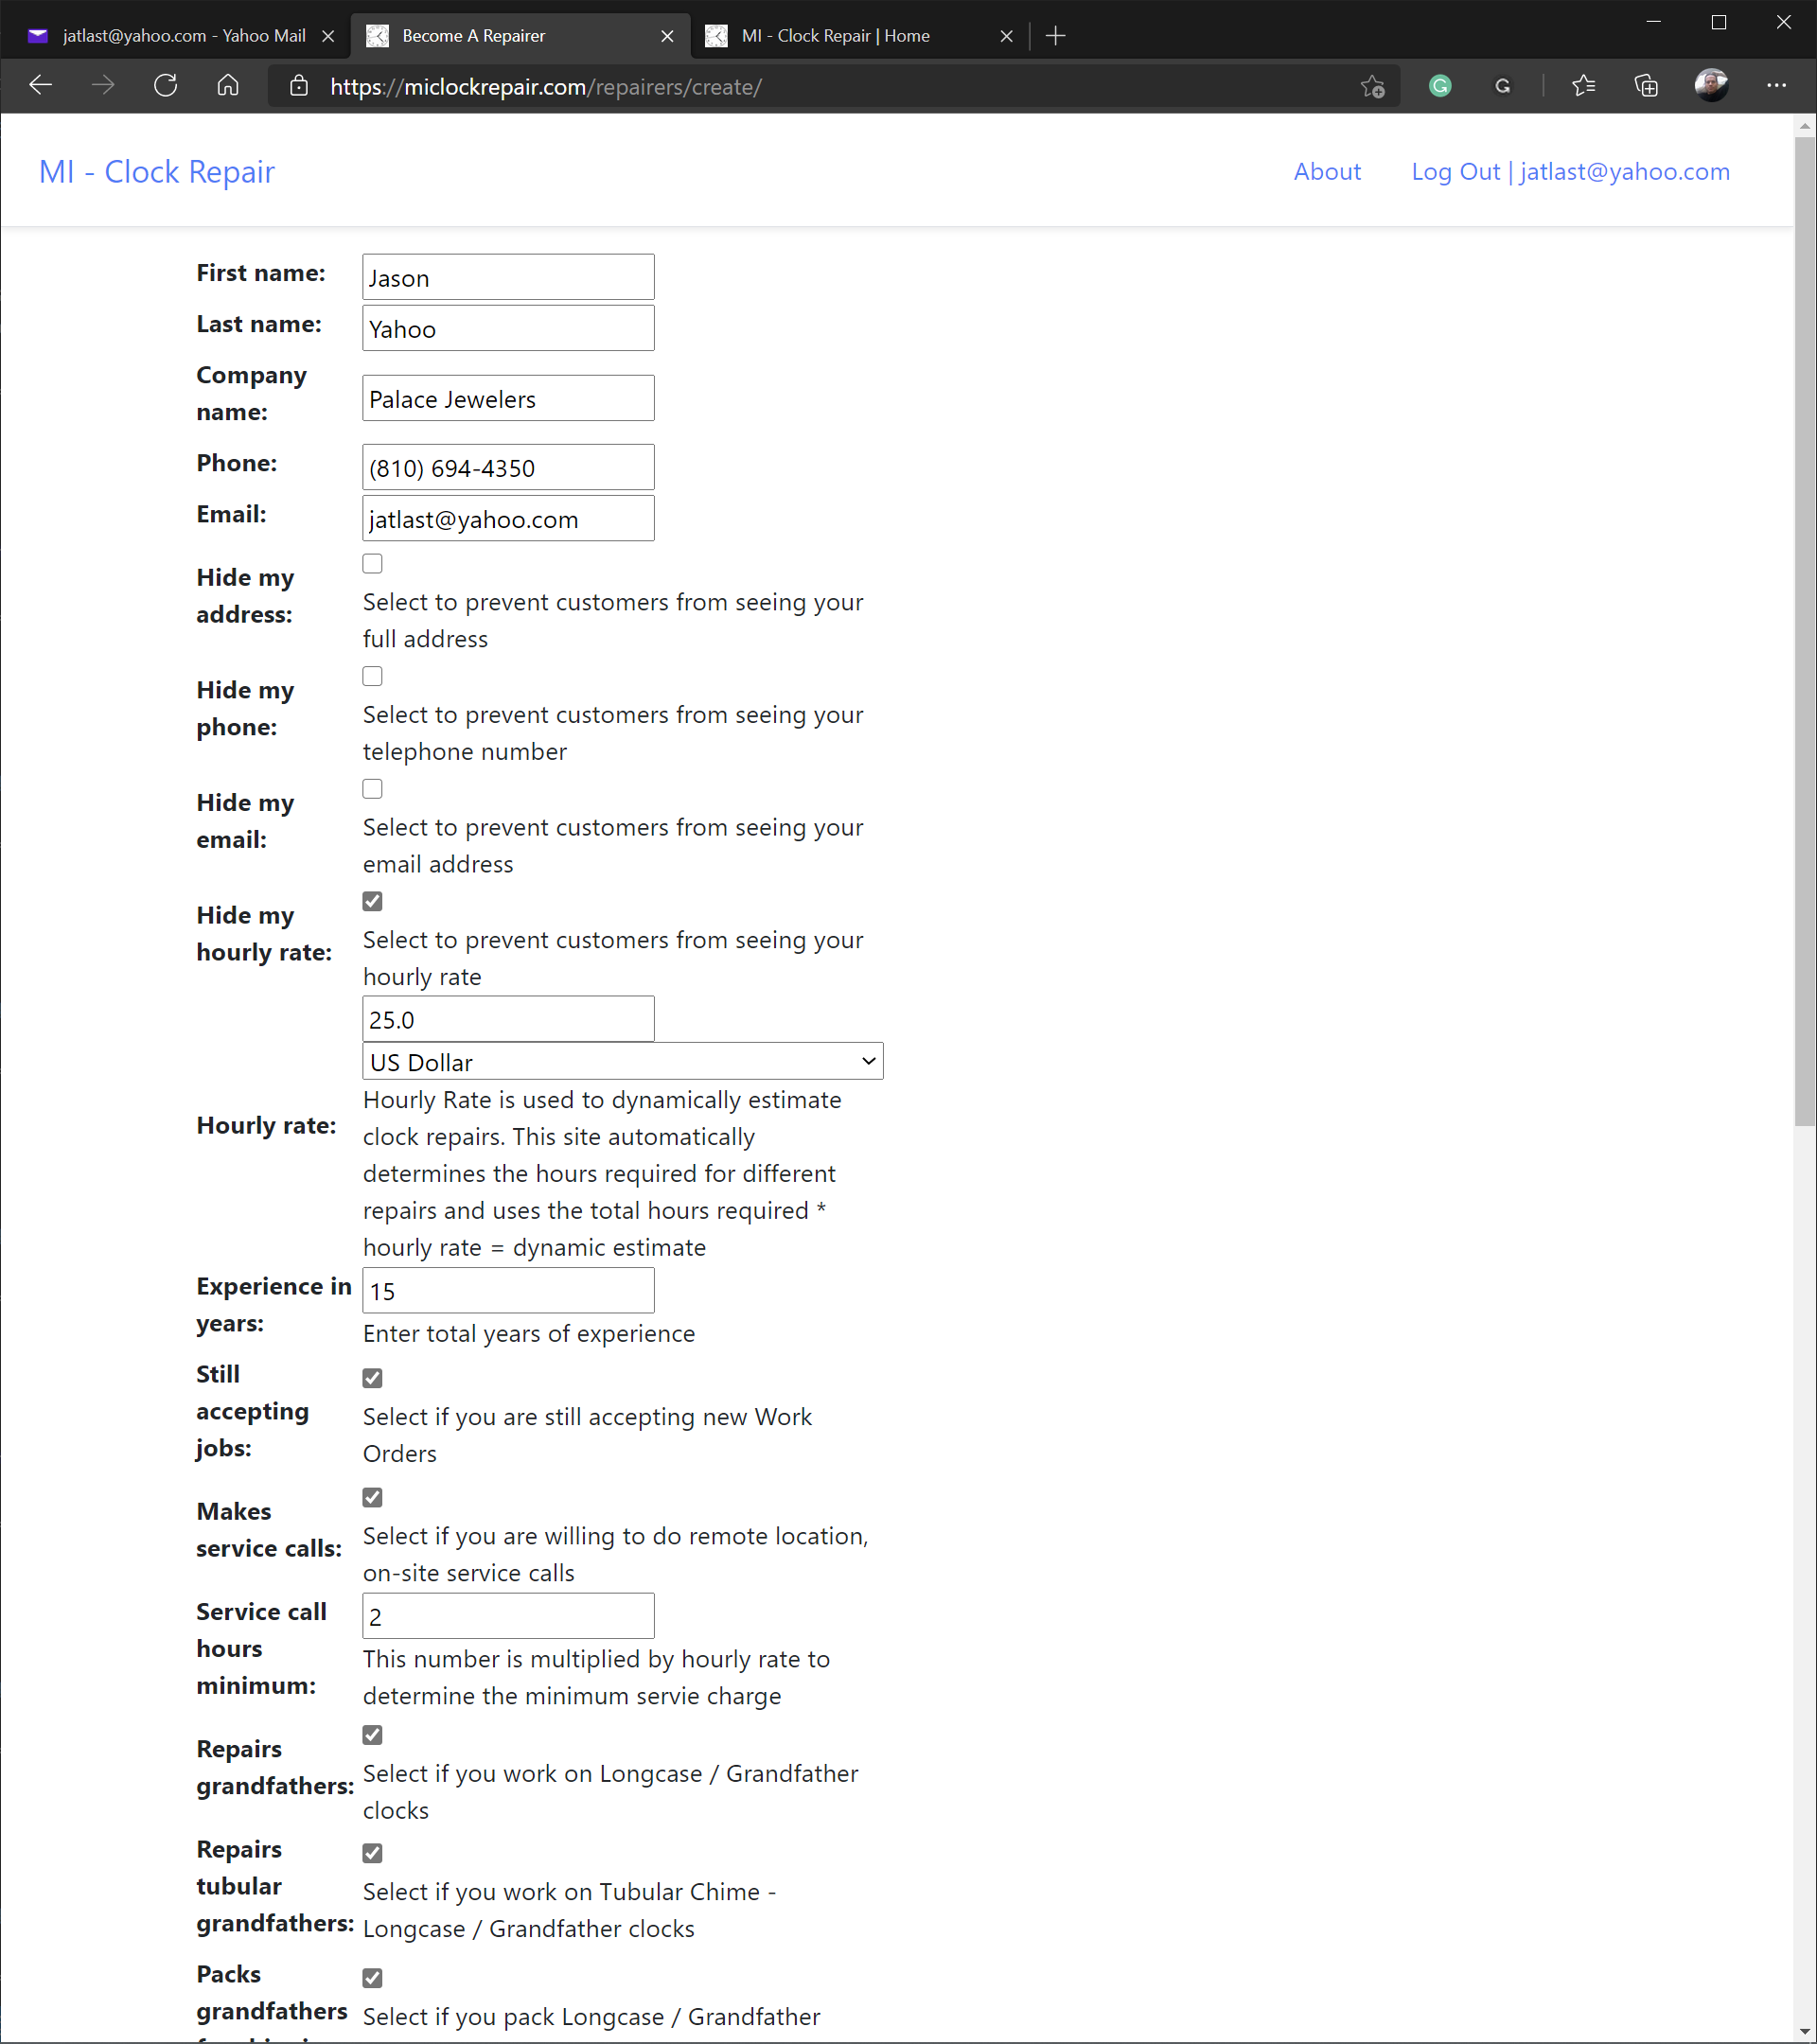 jatlast@yahoo.com - Yahoo Mail
Become A Repairer
MI - Clock Repair | Home
https://miclockrepair.com/repairers/create/
MI - Clock Repair
About
Log Out | jatlast@yahoo.com
First name:
Jason
Last name:
Yahoo
Company
name:
Palace Jewelers
Phone:
(810) 694-4350
Email:
jatlast@yahoo.com
Hide my
address:
Select to prevent customers from seeing your
full address
Hide my
phone:
Select to prevent customers from seeing your
telephone number
Hide my
email:
Select to prevent customers from seeing your
email address
Hide my
hourly rate:
Select to prevent customers from seeing your
hourly rate
Hourly rate:
25.0
US Dollar
Hourly Rate is used to dynamically estimate
clock repairs. This site automatically
determines the hours required for different
repairs and uses the total hours required *
hourly rate = dynamic estimate
Experience in
years:
15
Enter total years of experience
Still
accepting
jobs:
Select if you are still accepting new Work
Orders
Makes
service calls:
Select if you are willing to do remote location,
on-site service calls
Service call
hours
minimum:
2
This number is multiplied by hourly rate to
determine the minimum servie charge
Repairs
grandfathers:
Select if you work on Longcase / Grandfather
clocks
Repairs
tubular
grandfathers:
Select if you work on Tubular Chime -
Longcase / Grandfather clocks
Packs
grandfathers
Select if you pack Longcase / Grandfather